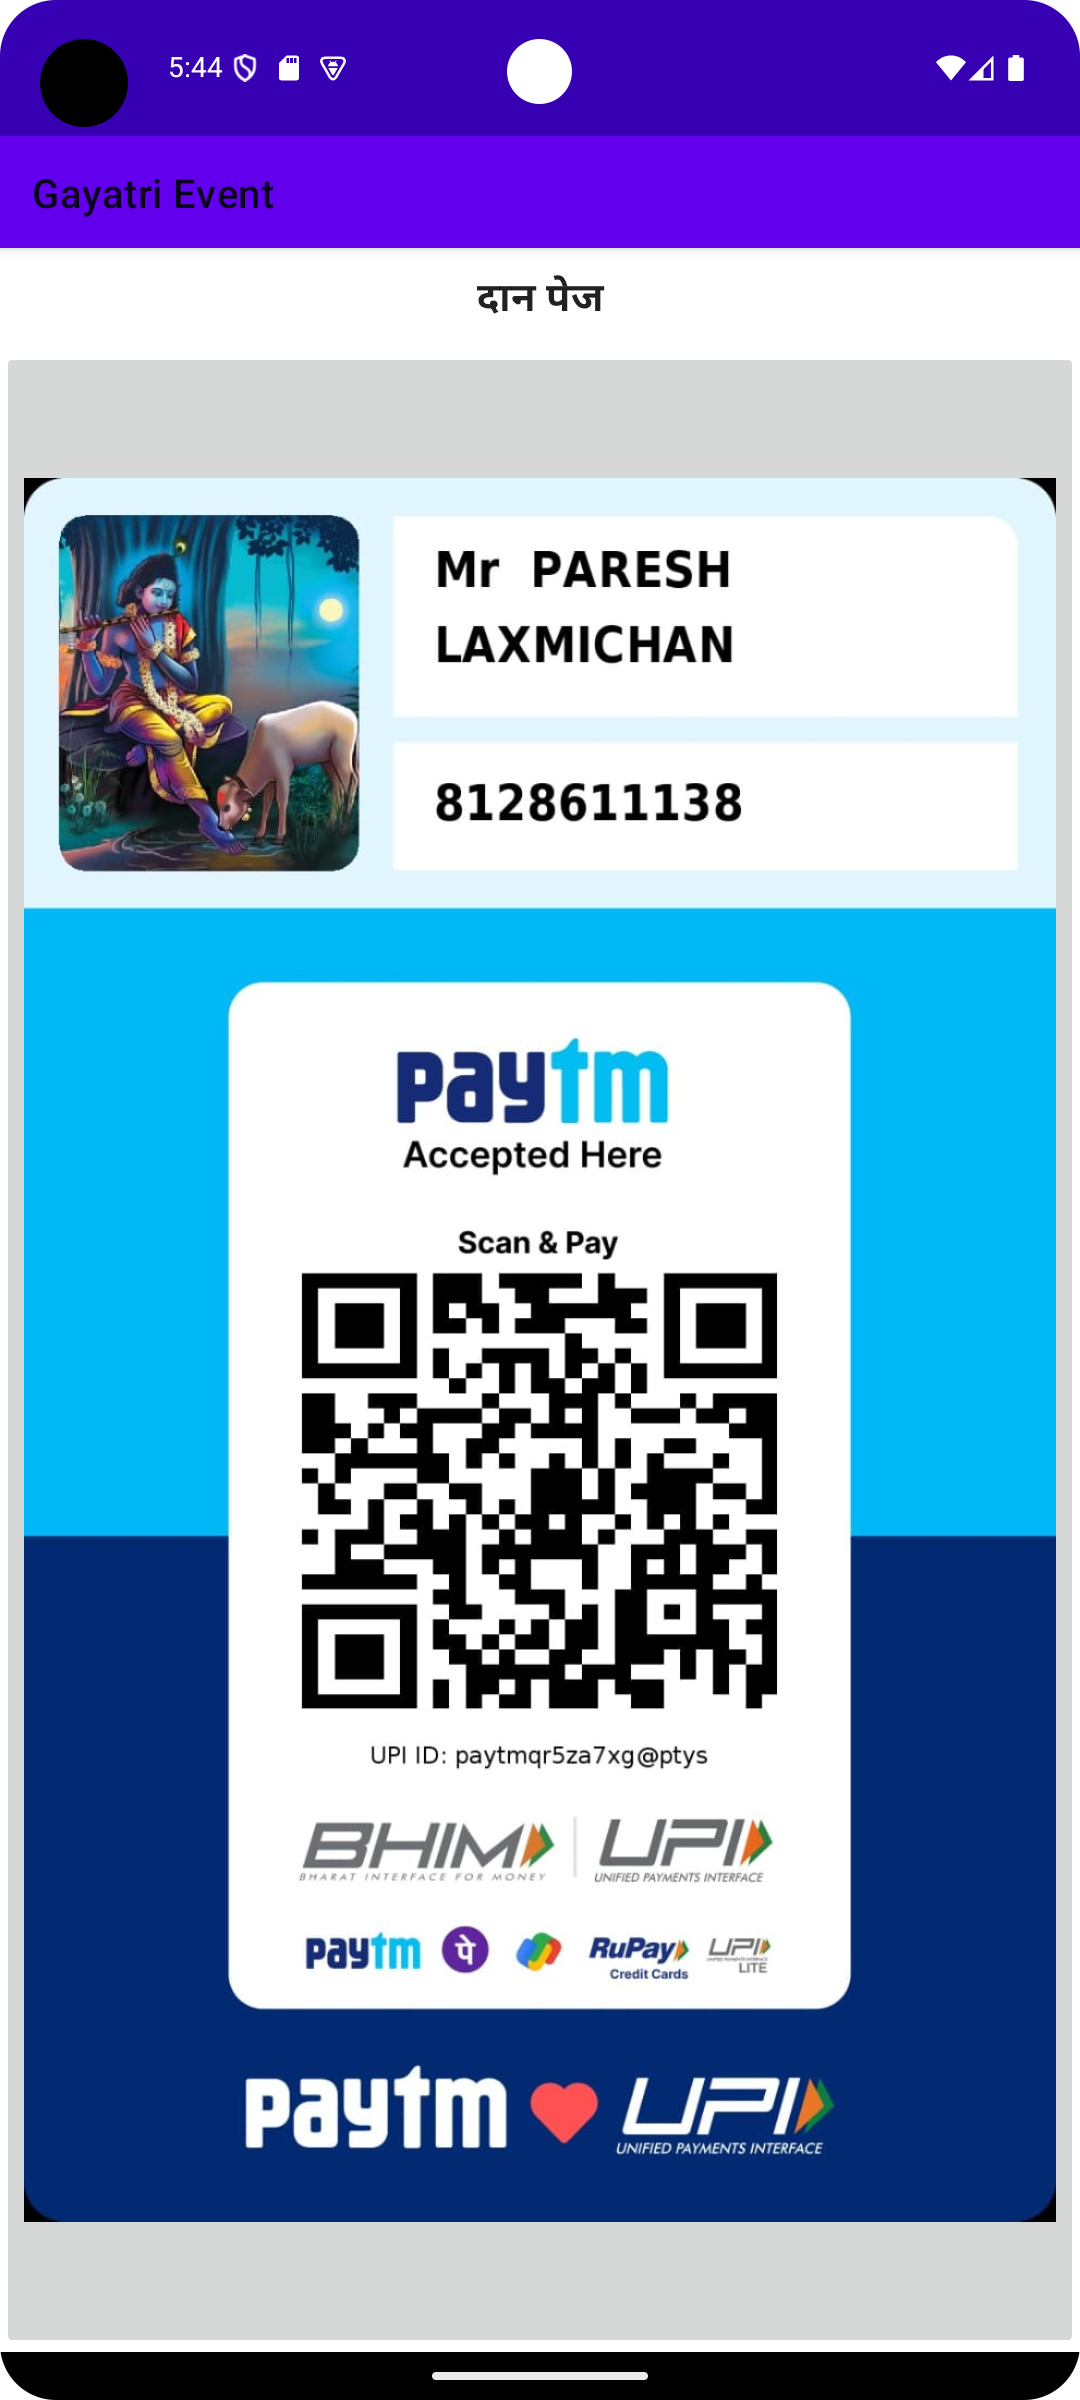 5:44
Gayatri Event
दान पेज
Mr PARESH
LAXMICHAN
8128611138
paytm
Accepted Here
Scan & Pay
UPI ID: paytmqr5za7xg@ptys
BHIM UPI
BHARAT INTERFACE FOR MONEY UNIFIED PAYMENTS INTERFACE
paytm पे RuPay UPI
Credit Cards LITE
paytm UPI
UNIFIED PAYMENTS INTERFACE